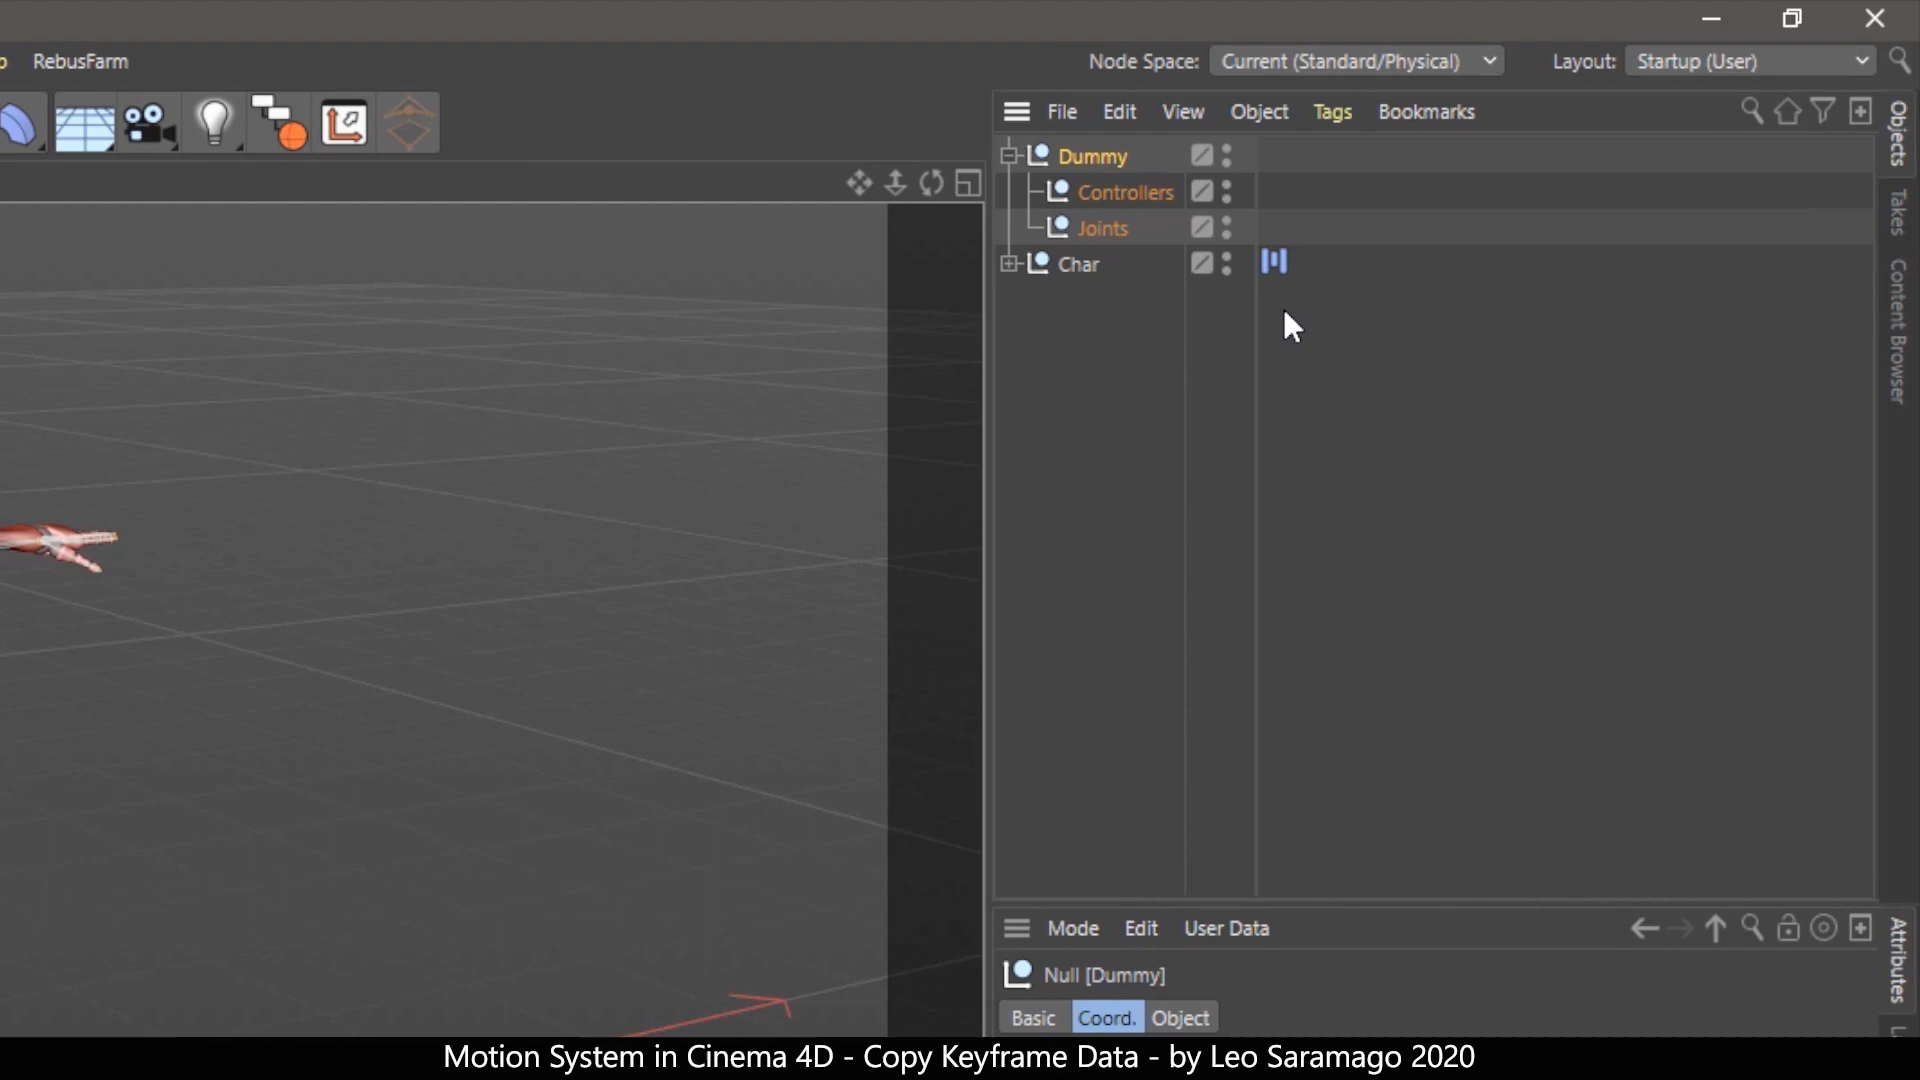 RebusFarm
Node Space: Current (Standard/Physical) Layout: Startup (User)
File Edit View Object Tags Bookmarks
Dummy
Controllers
Joints
Char
Objects
Takes
Content Browser
Mode Edit User Data
Null [Dummy]
Basic Coord. Object
Attributes
Motion System in Cinema 4D - Copy Keyframe Data - by Leo Saramago 2020